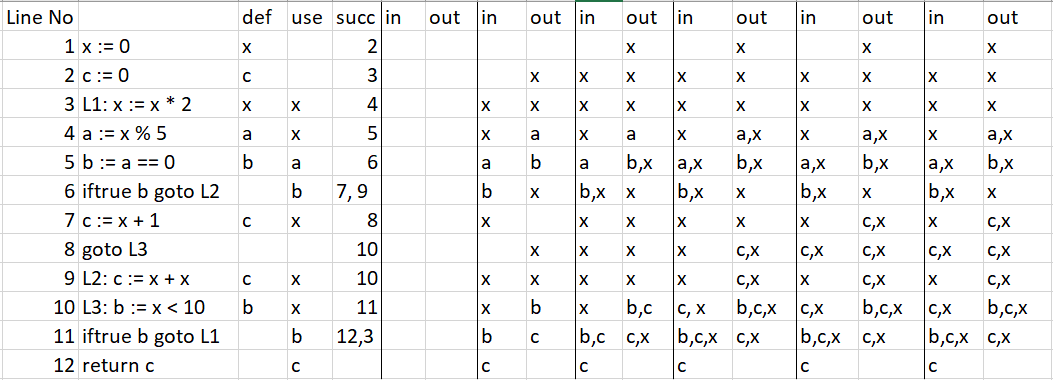 Line No def use succ in out in out in out in out in out in out
1 x := 0 x 2 x x x x
2 c := 0 c 3 x x x x x x x x x
3 L1: x := x * 2 x x 4 x x x x x x x x x x
4 a := x % 5 a x 5 x a x a x a,x x a,x x a,x
5 b := a == 0 b a 6 a b a b,x a,x b,x a,x b,x a,x b,x
6 iftrue b goto L2 b 7, 9 b x b,x x b,x x b,x x b,x x
7 c := x + 1 c x 8 x x x x x x c,x x c,x
8 goto L3 10 x x x x c,x c,x c,x c,x c,x
9 L2: c := x + x c x 10 x x x x x c,x x c,x x c,x
10 L3: b := x < 10 b x 11 x b x b,c c, x b,c,x c,x b,c,x c,x b,c,x
11 iftrue b goto L1 b 12,3 b c b,c c,x b,c,x c,x b,c,x c,x b,c,x c,x
12 return c c c c c c c